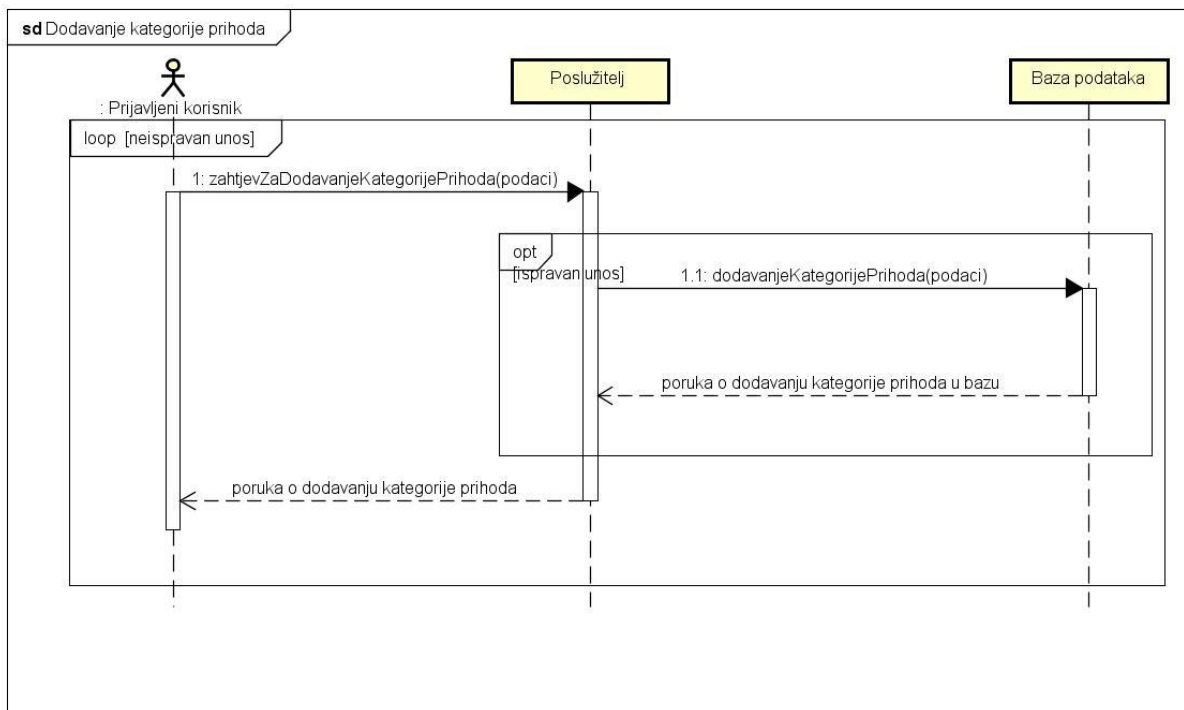 sd Dodavanje kategorije prihoda
Poslužitelj
Baza podataka
: Prijavljeni korisnik
loop [neispravan unos]
1: zahtjevZaDodavanjeKategorijePrihoda(podaci)
opt
[ispravan unos]
1.1: dodavanjeKategorijePrihoda(podaci)
poruka o dodavanju kategorije prihoda u bazu
poruka o dodavanju kategorije prihoda